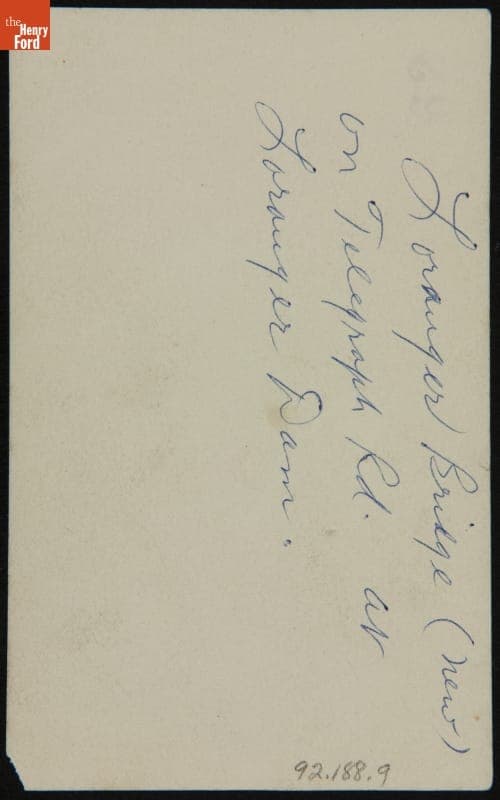 the
Henry
Ford
Loranger Bridge (new)
on Telegraph Rd. at
Loranger Dam.
92.188.9